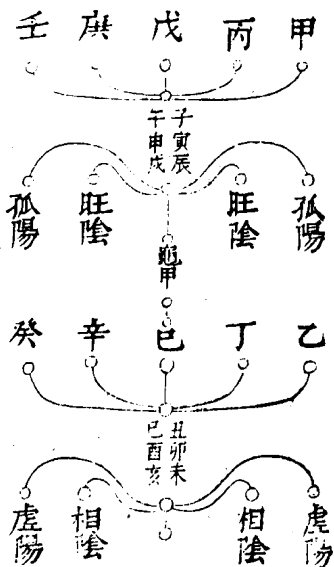 甲 丙 戊 庚 壬
子寅辰
午申戌
孤陽 旺陰 旺陰 孤陽
龜甲
乙 丁 巳 辛 癸
丑卯未
巳酉亥
虛陽 相陰 相陰 虛陽